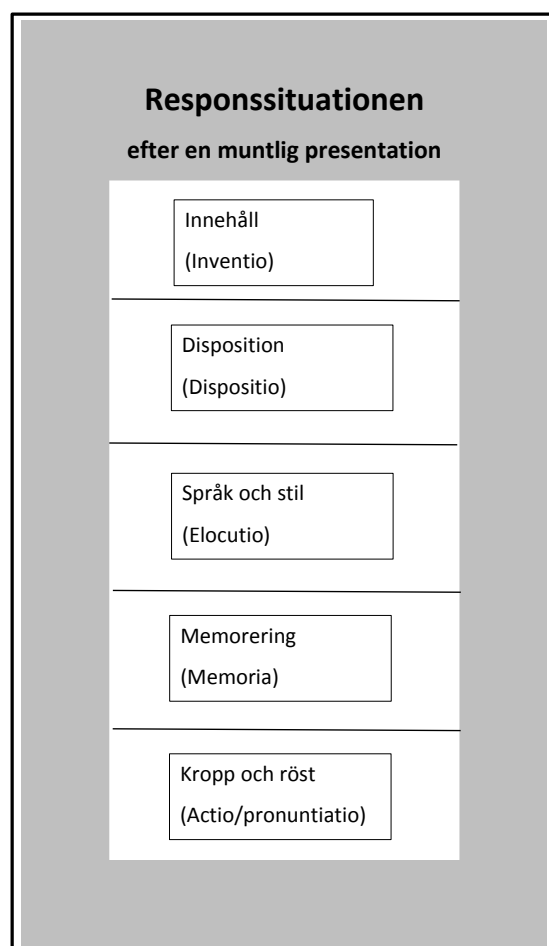 Responssituationen
efter en muntlig presentation
Innehåll
(Inventio)
Disposition
(Dispositio)
Språk och stil
(Elocutio)
Memorering
(Memoria)
Kropp och röst
(Actio/pronuntiatio)